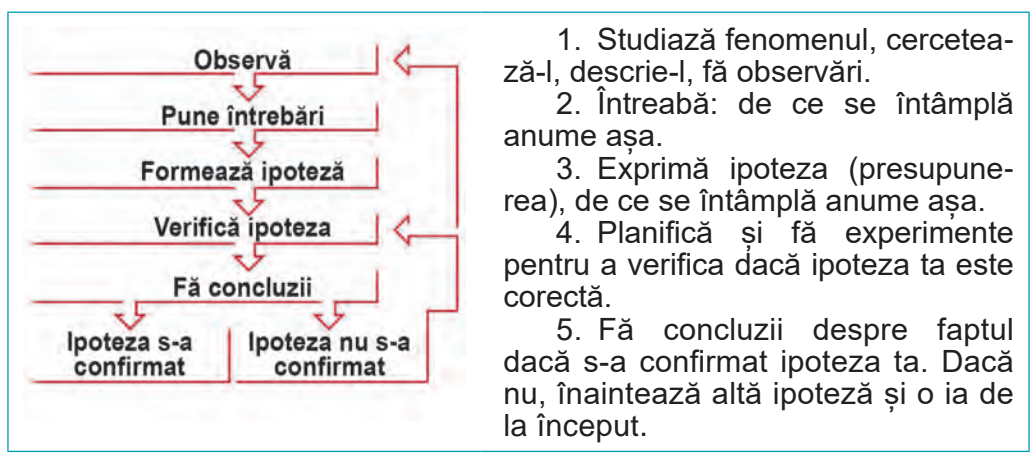 Observă
Pune întrebări
Formează ipoteză
Verifică ipoteza
Fă concluzii
Ipoteza s-a
confirmat
Ipoteza nu s-a
confirmat
1. Studiază fenomenul, cercetea-
ză-l, descrie-l, fă observări.
2. Întreabă: de ce se întâmplă
anume așa.
3. Exprimă ipoteza (presupune-
rea), de ce se întâmplă anume așa.
4. Planifică și fă experimente
pentru a verifica dacă ipoteza ta este
corectă.
5. Fă concluzii despre faptul
dacă s-a confirmat ipoteza ta. Dacă
nu, înaintează altă ipoteză și o ia de
la început.